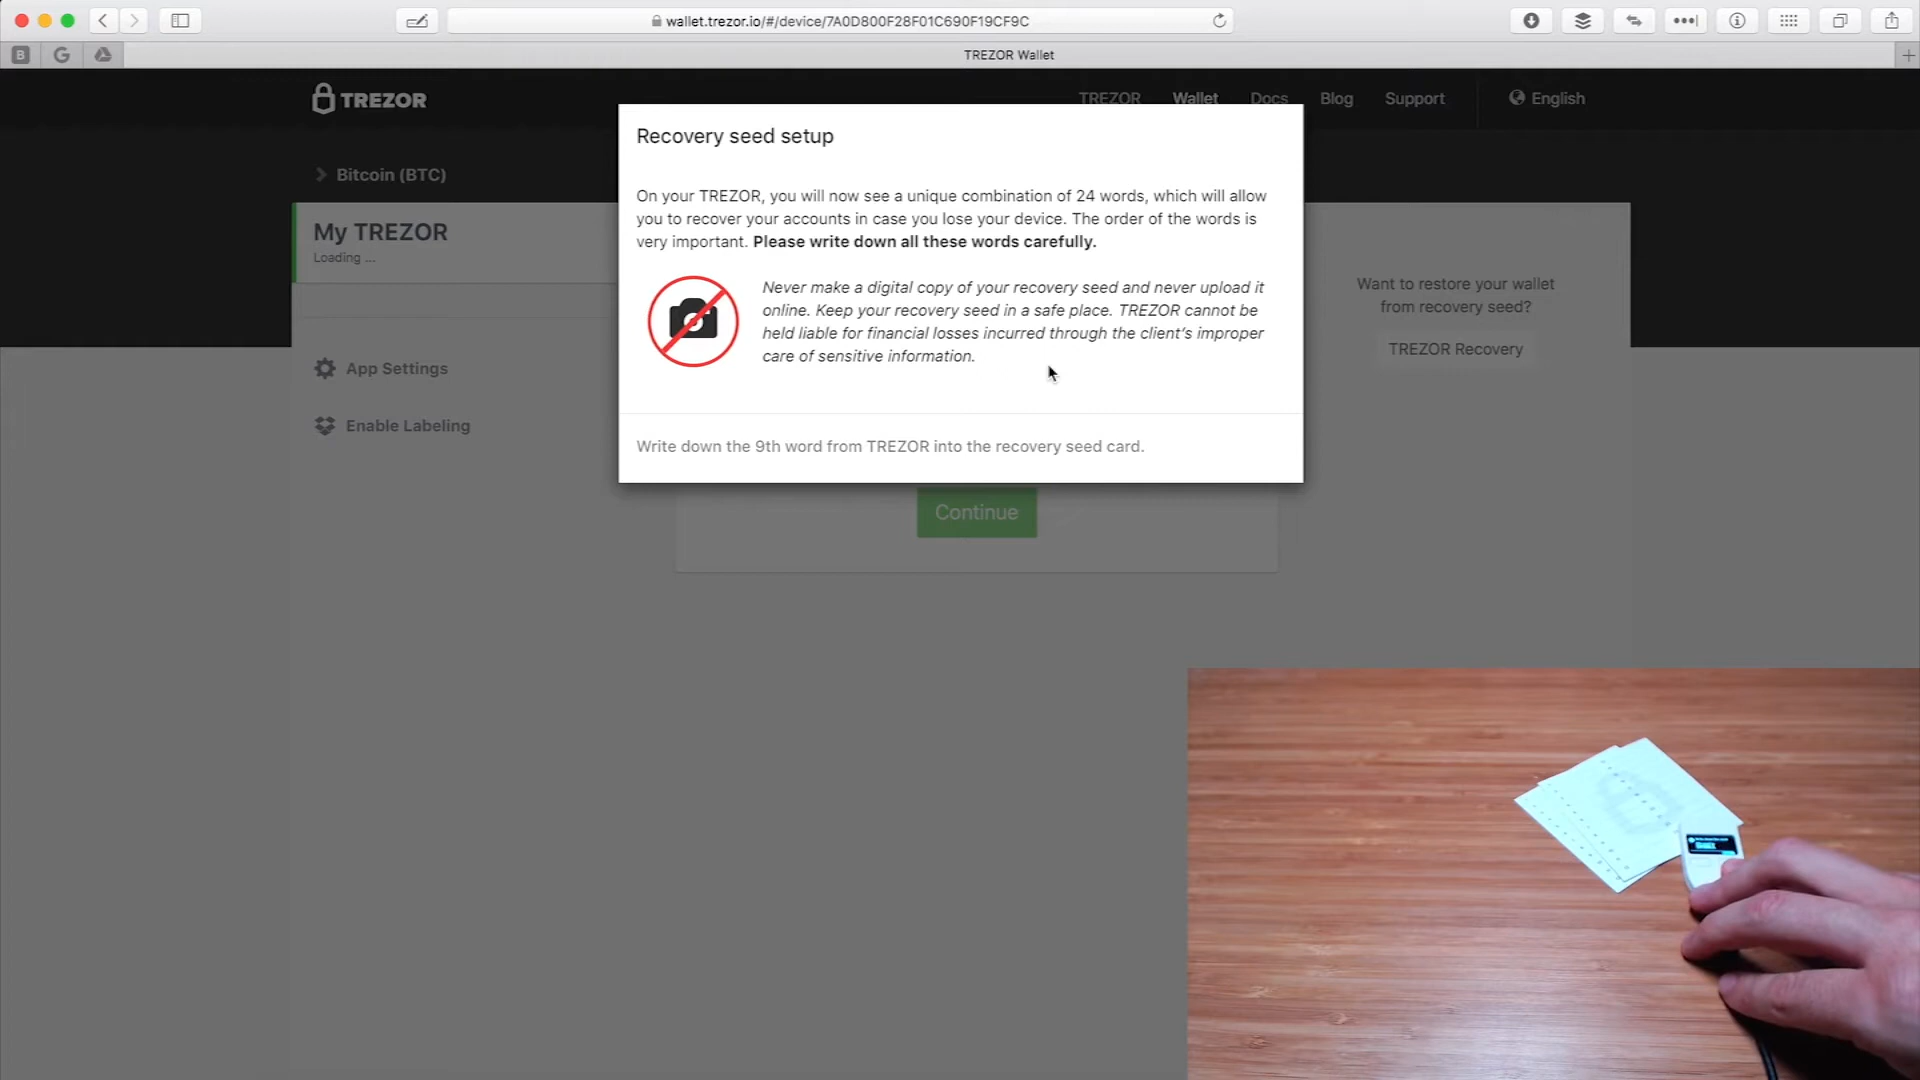 wallet.trezor.io/#/device/7A0D800F28F01C690F19CF9C
B
G
TREZOR Wallet
TREZOR
TREZOR Wallet Docs Blog Support English
Bitcoin (BTC)
My TREZOR
Loading ...
App Settings
Enable Labeling
Recovery seed setup
On your TREZOR, you will now see a unique combination of 24 words, which will allow
you to recover your accounts in case you lose your device. The order of the words is
very important. Please write down all these words carefully.
Never make a digital copy of your recovery seed and never upload it
online. Keep your recovery seed in a safe place. TREZOR cannot be
held liable for financial losses incurred through the client's improper
care of sensitive information.
Write down the 9th word from TREZOR into the recovery seed card.
Continue
Want to restore your wallet
from recovery seed?
TREZOR Recovery